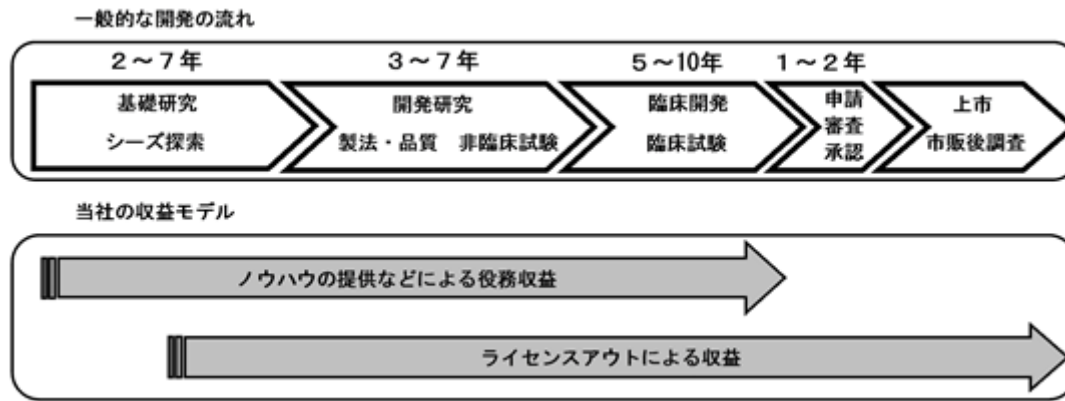 一般的な開発の流れ
2～7年
3～7年
5～10年
1～2年
基礎研究
シーズ探索
開発研究
製法・品質　非臨床試験
臨床開発
臨床試験
申請
審査
承認
上市
市販後調査
当社の収益モデル
ノウハウの提供などによる役務収益
ライセンスアウトによる収益